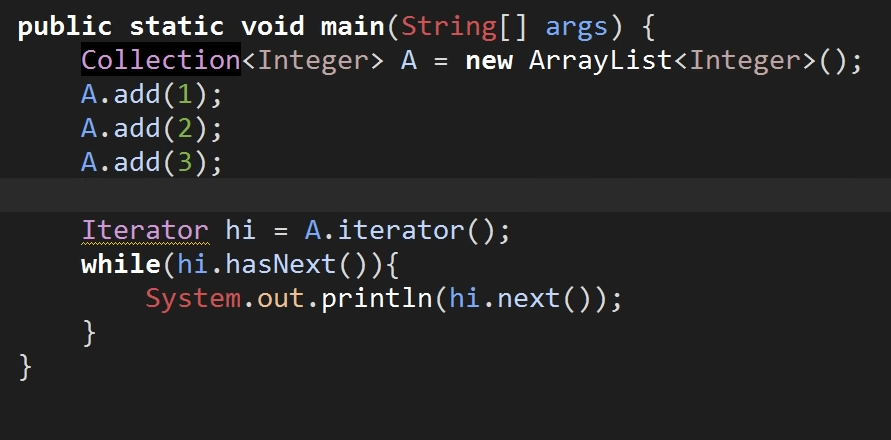 public static void main(String[] args) {
    Collection<Integer> A = new ArrayList<Integer>();
    A.add(1);
    A.add(2);
    A.add(3);
    Iterator hi = A.iterator();
    while(hi.hasNext()){
        System.out.println(hi.next());
    }
}